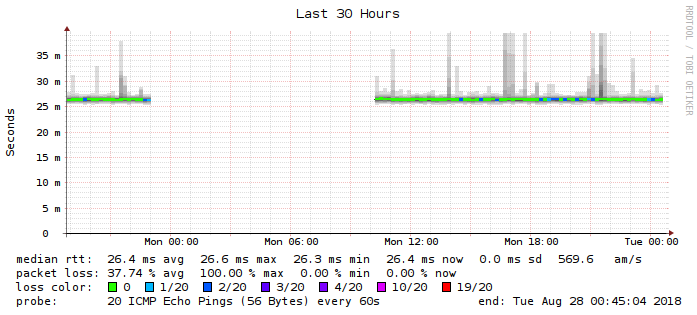 Last 30 Hours
RRDTOOL / TOBI OETIKER
Seconds
35 m
30 m
25 m
20 m
15 m
10 m
5 m
0
Mon 00:00 Mon 06:00 Mon 12:00 Mon 18:00 Tue 00:00
median rtt: 26.4 ms avg 26.6 ms max 26.3 ms min 26.4 ms now 0.0 ms sd 569.6 am/s
packet loss: 37.74 % avg 100.00 % max 0.00 % min 0.00 % now
loss color: 0 1/20 2/20 3/20 4/20 10/20 19/20
probe: 20 ICMP Echo Pings (56 Bytes) every 60s end: Tue Aug 28 00:45:04 2018